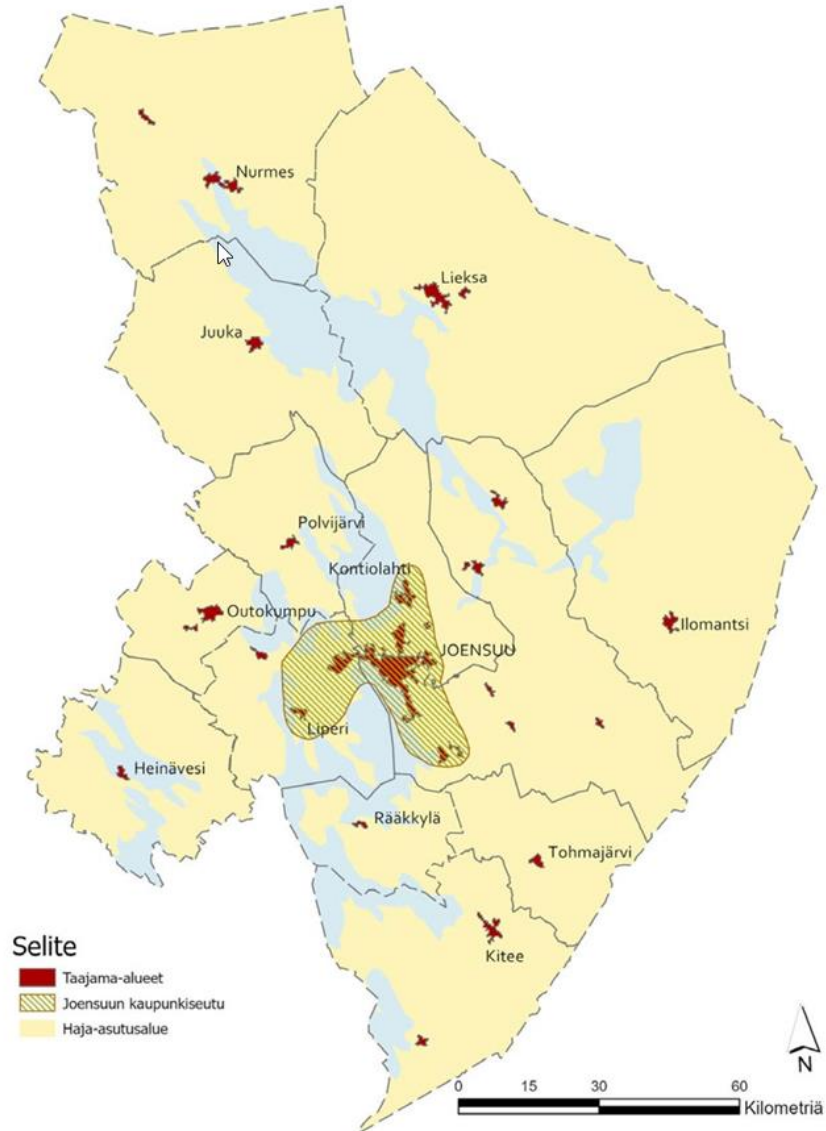 Nurmes
Lieksa
Juuka
Polvijärvi
Kontiolahti
Outokumpu
Ilomantsi
JOENSUU
Liperi
Heinävesi
Rääkkylä
Tohmajärvi
Kitee
Selite
Taajama-alueet
Joensuun kaupunkiseutu
Haja-asutusalue
N
0 15 30 60
Kilometriä